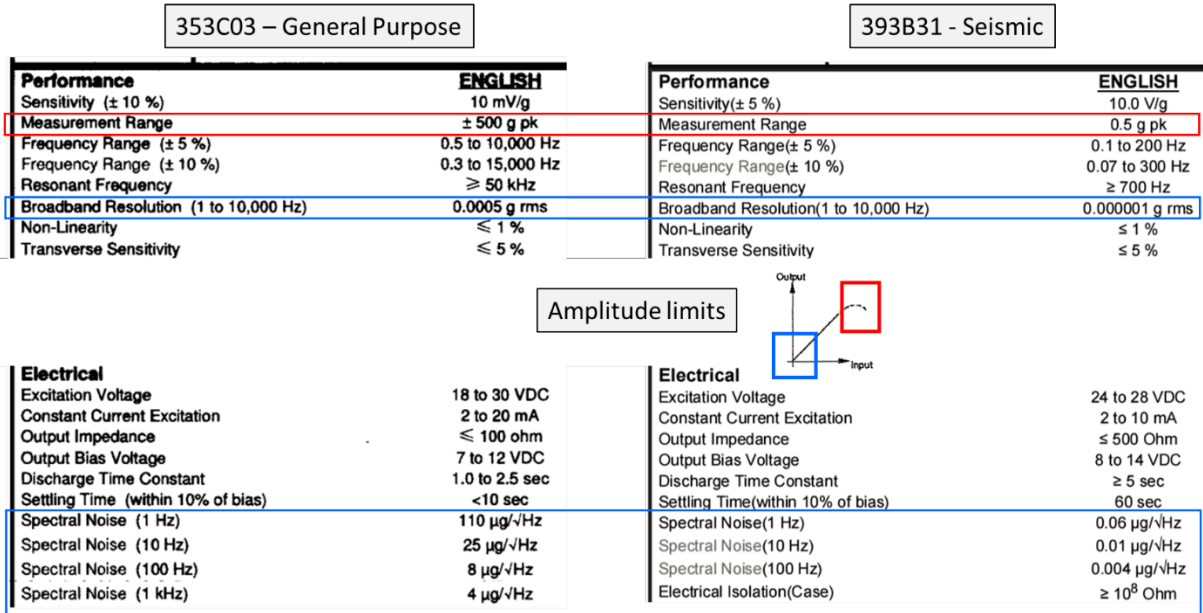 353C03 – General Purpose
393B31 - Seismic
Performance ENGLISH
Sensitivity (± 10 %) 10 mV/g
Measurement Range ± 500 g pk
Frequency Range (± 5 %) 0.5 to 10,000 Hz
Frequency Range (± 10 %) 0.3 to 15,000 Hz
Resonant Frequency ≥ 50 kHz
Broadband Resolution (1 to 10,000 Hz) 0.0005 g rms
Non-Linearity ≤ 1 %
Transverse Sensitivity ≤ 5 %
Performance ENGLISH
Sensitivity(± 5 %) 10.0 V/g
Measurement Range 0.5 g pk
Frequency Range(± 5 %) 0.1 to 200 Hz
Frequency Range(± 10 %) 0.07 to 300 Hz
Resonant Frequency ≥ 700 Hz
Broadband Resolution(1 to 10,000 Hz) 0.000001 g rms
Non-Linearity ≤ 1 %
Transverse Sensitivity ≤ 5 %
Amplitude limits
Output
Input
Electrical
Excitation Voltage 18 to 30 VDC
Constant Current Excitation 2 to 20 mA
Output Impedance ≤ 100 ohm
Output Bias Voltage 7 to 12 VDC
Discharge Time Constant 1.0 to 2.5 sec
Settling Time (within 10% of bias) <10 sec
Spectral Noise (1 Hz) 110 µg/√Hz
Spectral Noise (10 Hz) 25 µg/√Hz
Spectral Noise (100 Hz) 8 µg/√Hz
Spectral Noise (1 kHz) 4 µg/√Hz
Electrical
Excitation Voltage 24 to 28 VDC
Constant Current Excitation 2 to 10 mA
Output Impedance ≤ 500 Ohm
Output Bias Voltage 8 to 14 VDC
Discharge Time Constant ≥ 5 sec
Settling Time(within 10% of bias) 60 sec
Spectral Noise(1 Hz) 0.06 µg/√Hz
Spectral Noise(10 Hz) 0.01 µg/√Hz
Spectral Noise(100 Hz) 0.004 µg/√Hz
Electrical Isolation(Case) ≥ 10⁸ Ohm